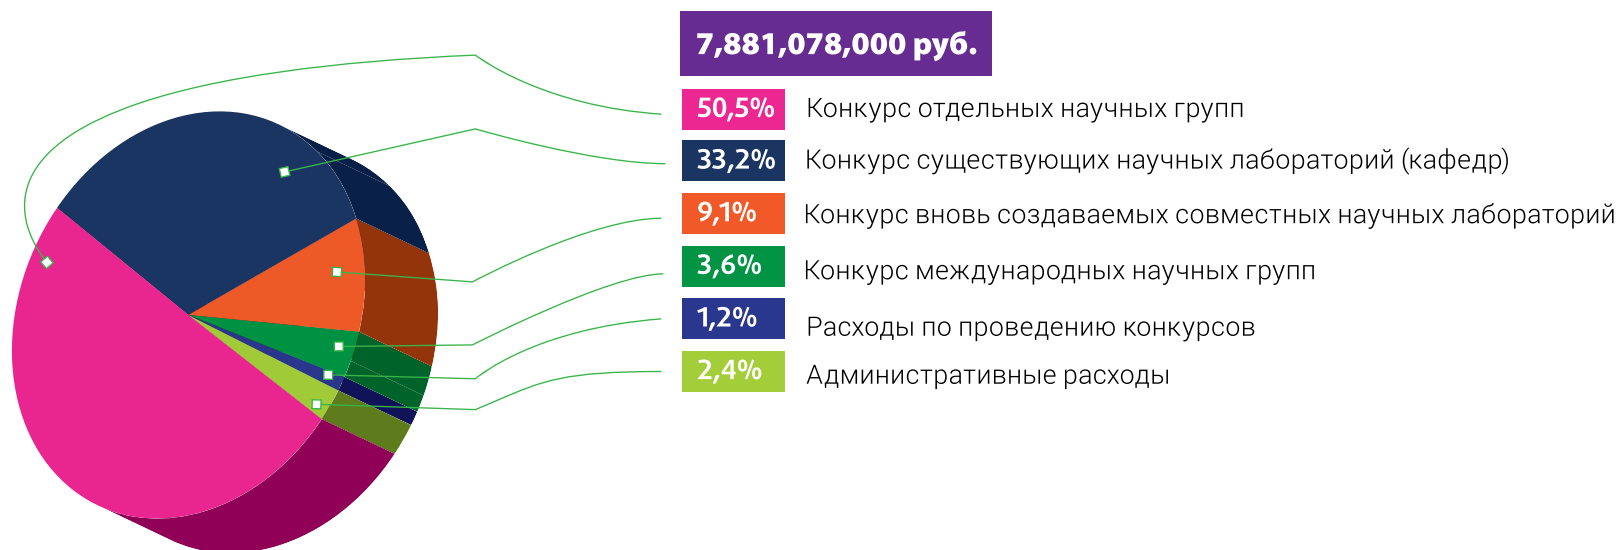 7,881,078,000 руб.
50,5% Конкурс отдельных научных групп
33,2% Конкурс существующих научных лабораторий (кафедр)
9,1% Конкурс вновь создаваемых совместных научных лабораторий
3,6% Конкурс международных научных групп
1,2% Расходы по проведению конкурсов
2,4% Административные расходы